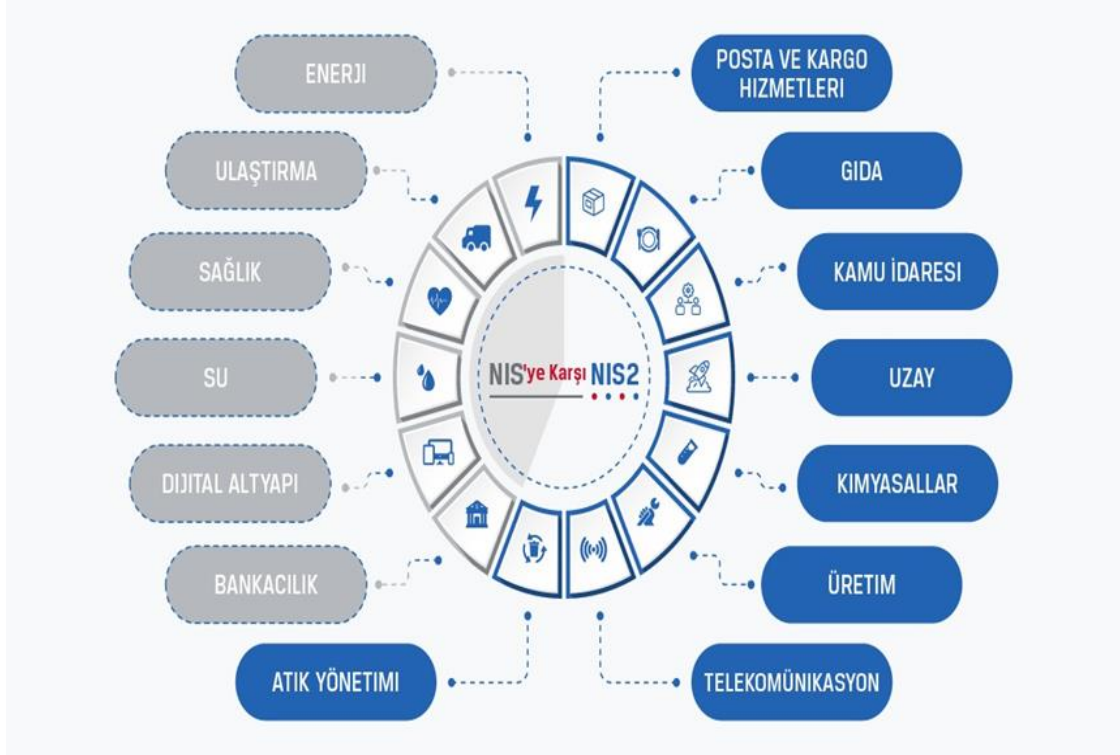 ENERJI
POSTA VE KARGO
HIZMETLERI
ULAŞTIRMA
GIDA
SAĞLIK
KAMU İDARESI
SU
NIS'ye Karşı NIS2
UZAY
DIJITAL ALTYAPI
KIMYASALLAR
BANKACILIK
ÜRETIM
ATIK YÖNETIMI
TELEKOMÜNIKASYON